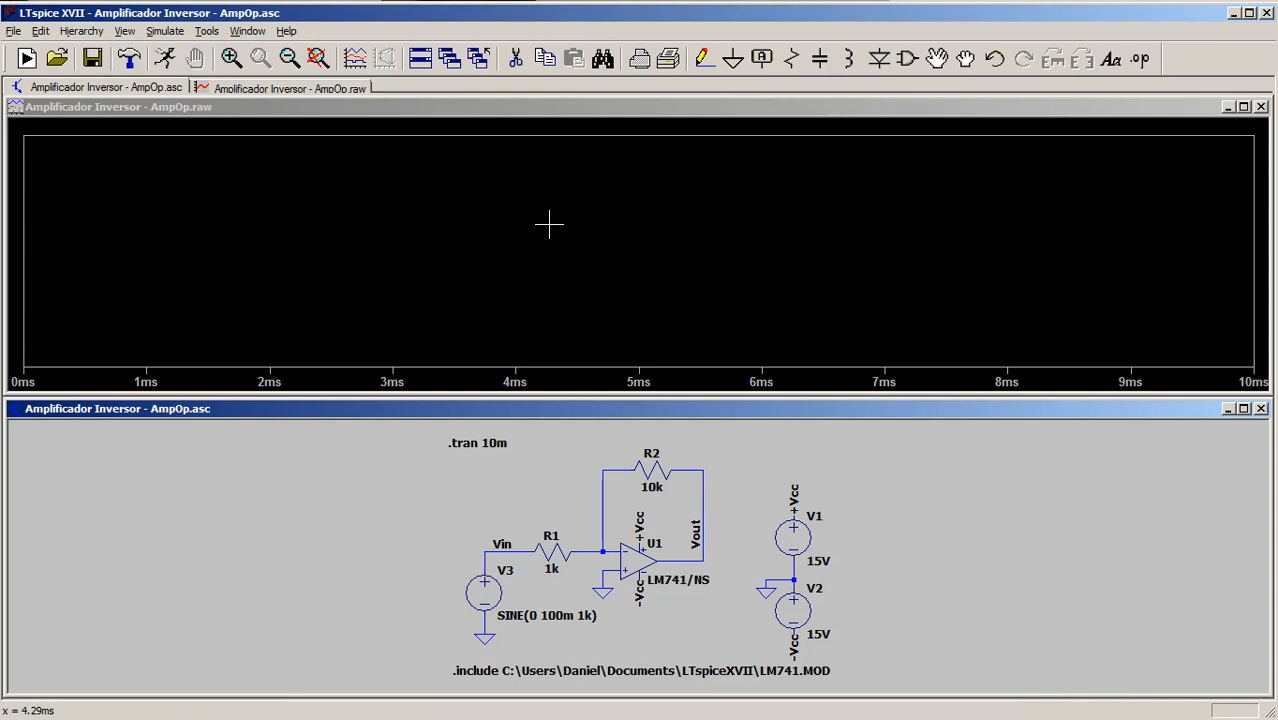 LTspice XVII - Amplificador Inversor - AmpOp.asc
File Edit Hierarchy View Simulate Tools Window Help
Amplificador Inversor - AmpOp.asc Amplificador Inversor - AmpOp.raw
Amplificador Inversor - AmpOp.raw
0ms 1ms 2ms 3ms 4ms 5ms 6ms 7ms 8ms 9ms 10ms
Amplificador Inversor - AmpOp.asc
.tran 10m
R2
10k
+Vcc
V1
15V
V2
15V
-Vcc
Vin
R1
1k
+Vcc
U1
Vout
LM741/NS
-Vcc
V3
SINE(0 100m 1k)
.include C:\Users\Daniel\Documents\LTspiceXVII\LM741.MOD
x = 4.29ms